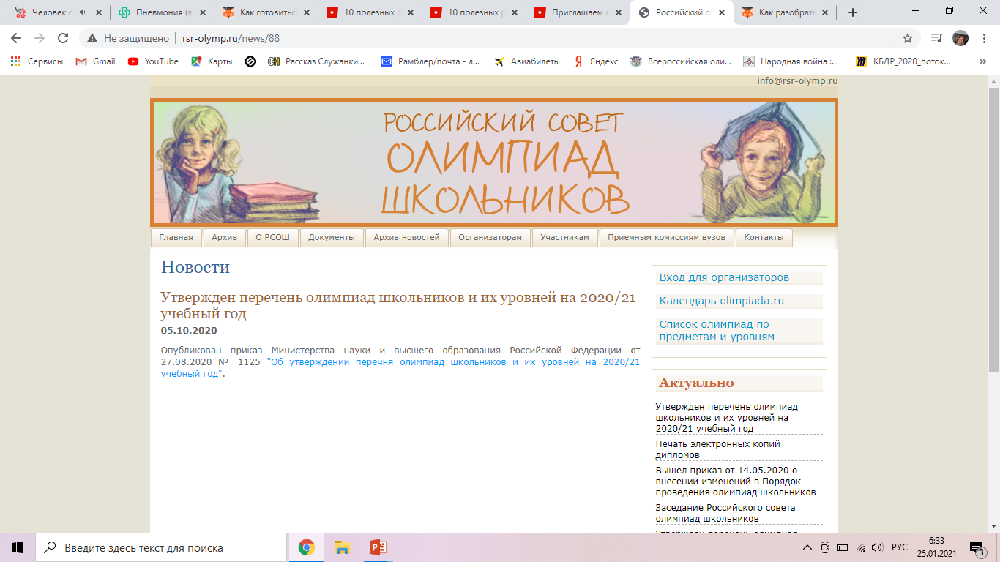 Человек с
Пневмония (в
Как готовитьс
10 полезных р
10 полезных р
Приглашаем к
Российский со
Как разобрать
Не защищено
rsr-olymp.ru/news/88
Сервисы
Gmail
YouTube
Карты
Рассказ Служанки...
Рамблер/почта - л...
Авиабилеты
Яндекс
Всероссийская оли...
Народная война :...
КБДР_2020_поток...
»
info@rsr-olymp.ru
РОССИЙСКИЙ СОВЕТ
ОЛИМПИАД
ШКОЛЬНИКОВ
Главная
Архив
О РСОШ
Документы
Архив новостей
Организаторам
Участникам
Приемным комиссиям вузов
Контакты
Новости
Утвержден перечень олимпиад школьников и их уровней на 2020/21
учебный год
05.10.2020
Опубликован приказ Министерства науки и высшего образования Российской Федерации от
27.08.2020 № 1125 "Об утверждении перечня олимпиад школьников и их уровней на 2020/21
учебный год".
Вход для организаторов
Календарь olimpiada.ru
Список олимпиад по
предметам и уровням
Актуально
Утвержден перечень олимпиад
школьников и их уровней на
2020/21 учебный год
Печать электронных копий
дипломов
Вышел приказ от 14.05.2020 о
внесении изменений в Порядок
проведения олимпиад школьников
Заседание Российского совета
олимпиад школьников
Утвержден перечень олимпиад
Введите здесь текст для поиска
РУС
6:33
25.01.2021
3